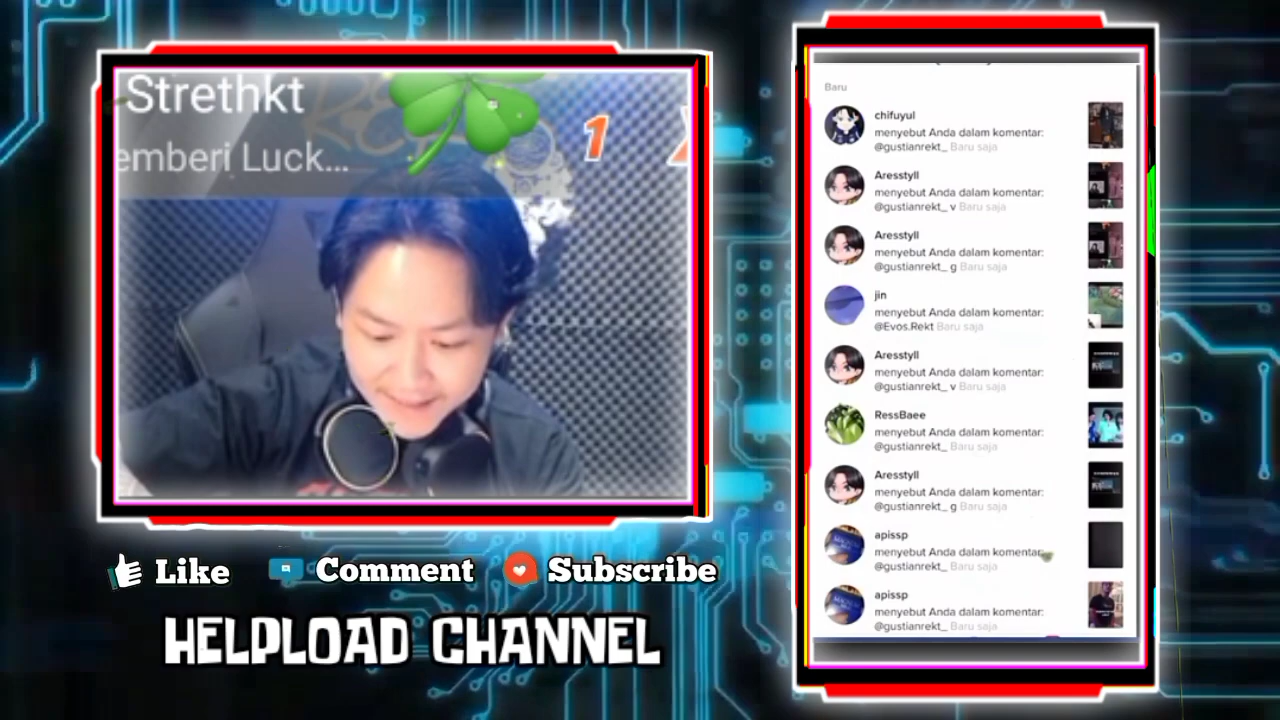 Strethkt
emberi Luck...
1
Like
Comment
Subscribe
HELPLOAD CHANNEL
Baru
chifuyul
menyebut Anda dalam komentar:
@gustianrekt_ Baru saja
Aresstyll
menyebut Anda dalam komentar:
@gustianrekt_ v Baru saja
Aresstyll
menyebut Anda dalam komentar:
@gustianrekt_ g Baru saja
jin
menyebut Anda dalam komentar:
@Evos.Rekt Baru saja
Aresstyll
menyebut Anda dalam komentar:
@gustianrekt_ v Baru saja
RessBaee
menyebut Anda dalam komentar:
@gustianrekt_ Baru saja
Aresstyll
menyebut Anda dalam komentar:
@gustianrekt_ g Baru saja
apissp
menyebut Anda dalam komentar:
@gustianrekt_ Baru saja
apissp
menyebut Anda dalam komentar:
@gustianrekt_ Baru saja